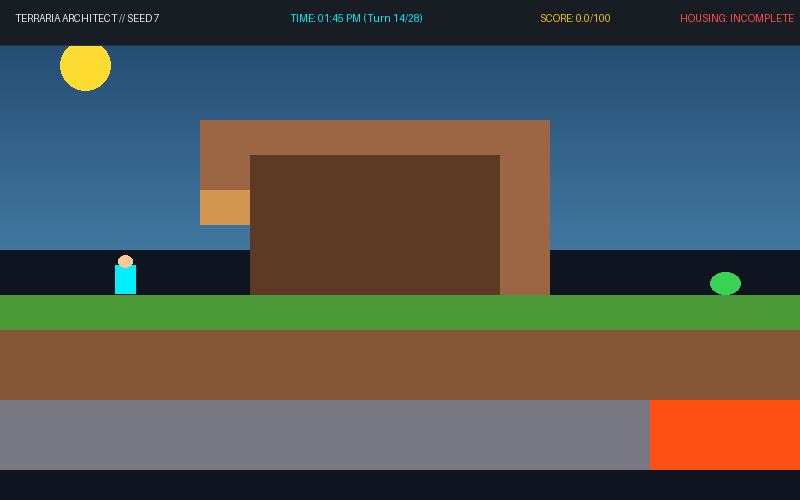 TERRARIA ARCHITECT // SEED 7
TIME: 01:45 PM (Turn 14/28)
SCORE: 0.0/100
HOUSING: INCOMPLETE